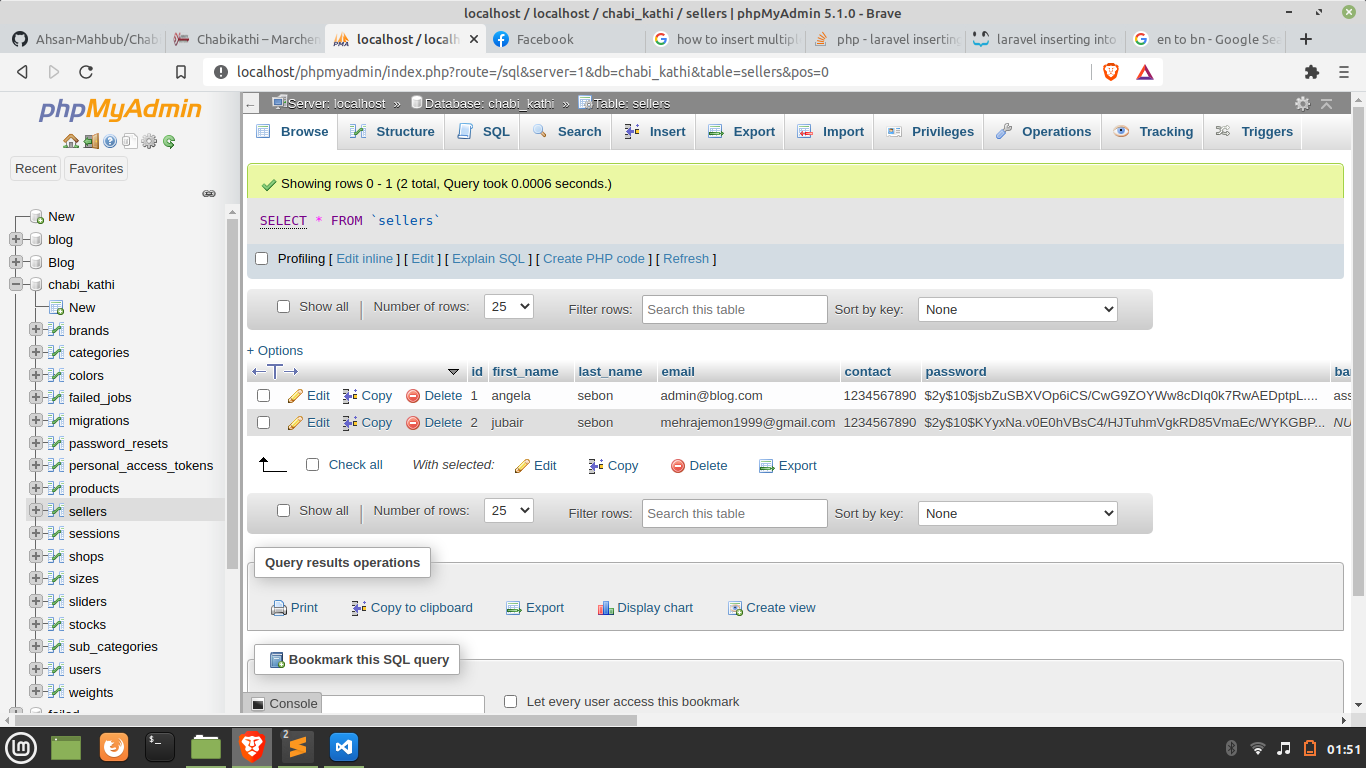 localhost / localhost / chabi_kathi / sellers | phpMyAdmin 5.1.0 - Brave
Ahsan-Mahbub/Chab
Chabikathi – Marchen
localhost / localh
Facebook
how to insert multipl
php - laravel inserting
laravel inserting into
en to bn - Google Sea
localhost/phpmyadmin/index.php?route=/sql&server=1&db=chabi_kathi&table=sellers&pos=0
phpMyAdmin
Recent
Favorites
New
blog
Blog
chabi_kathi
New
brands
categories
colors
failed_jobs
migrations
password_resets
personal_access_tokens
products
sellers
sessions
shops
sizes
sliders
stocks
sub_categories
users
weights
failed
Server: localhost » Database: chabi_kathi » Table: sellers
Browse Structure SQL Search Insert Export Import Privileges Operations Tracking Triggers
Showing rows 0 - 1 (2 total, Query took 0.0006 seconds.)
SELECT * FROM `sellers`
Profiling [ Edit inline ] [ Edit ] [ Explain SQL ] [ Create PHP code ] [ Refresh ]
Show all | Number of rows: 25 Filter rows: Search this table Sort by key: None
+ Options
id first_name last_name email contact password ba
Edit Copy Delete 1 angela sebon admin@blog.com 1234567890 $2y$10$jsbZuSBXVOp6iCS/CwG9ZOYWw8cDIq0k7RwAEDptpL.... ass
Edit Copy Delete 2 jubair sebon mehrajemon1999@gmail.com 1234567890 $2y$10$KYyxNa.v0E0hVBsC4/HJTuhmVgkRD85VmaEc/WYKGBP... NU
Check all With selected: Edit Copy Delete Export
Show all | Number of rows: 25 Filter rows: Search this table Sort by key: None
Query results operations
Print Copy to clipboard Export Display chart Create view
Bookmark this SQL query
Console
Let every user access this bookmark
2
01:51